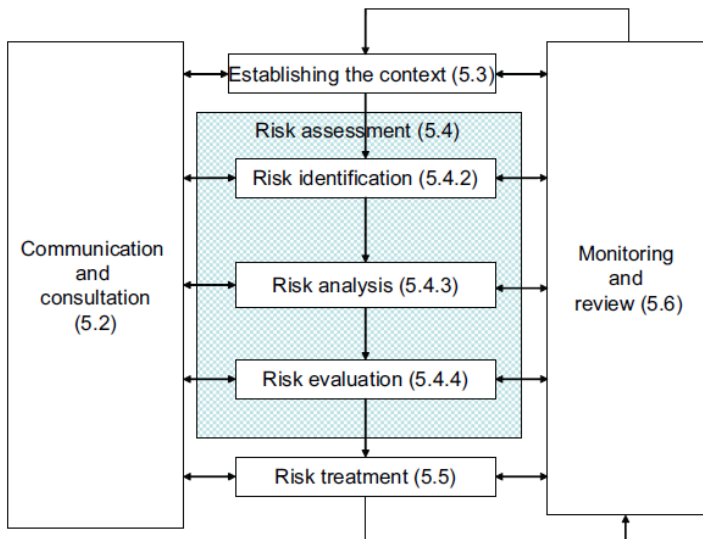 Establishing the context (5.3)
Risk assessment (5.4)
Risk identification (5.4.2)
Communication
and
consultation
(5.2)
Risk analysis (5.4.3)
Monitoring
and
review (5.6)
Risk evaluation (5.4.4)
Risk treatment (5.5)